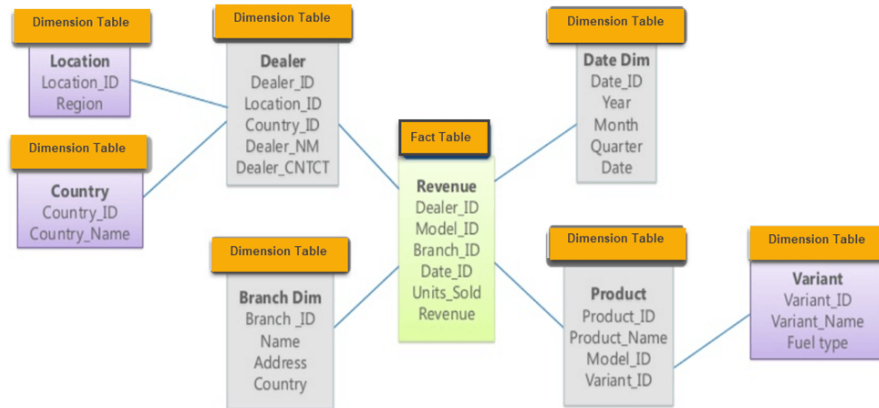 Dimension Table
Location
Location_ID
Region
Dimension Table
Dealer
Dealer_ID
Location_ID
Country_ID
Dealer_NM
Dealer_CNTCT
Dimension Table
Date Dim
Date_ID
Year
Month
Quarter
Date
Dimension Table
Country
Country_ID
Country_Name
Fact Table
Revenue
Dealer_ID
Model_ID
Branch_ID
Date_ID
Units_Sold
Revenue
Dimension Table
Branch Dim
Branch _ID
Name
Address
Country
Dimension Table
Product
Product_ID
Product_Name
Model_ID
Variant_ID
Dimension Table
Variant
Variant_ID
Variant_Name
Fuel type